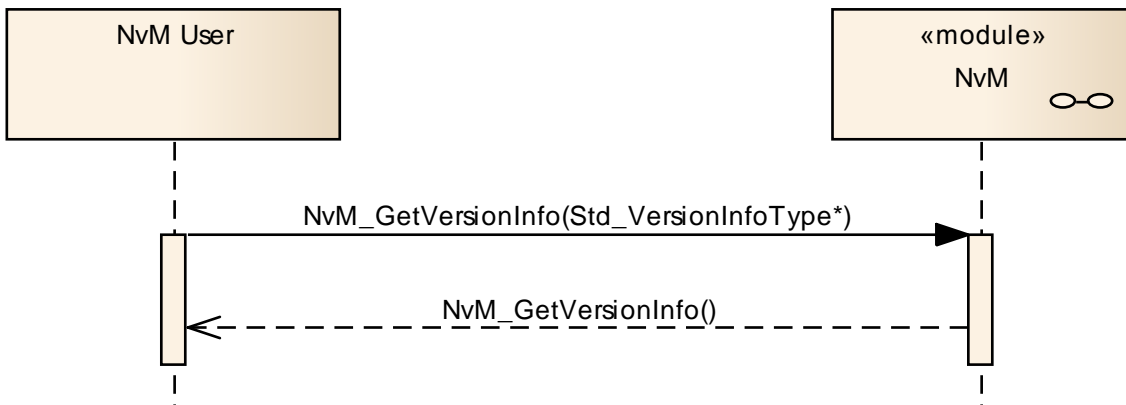 NvM User
«module»
NvM
NvM_GetVersionInfo(Std_VersionInfoType*)
NvM_GetVersionInfo()